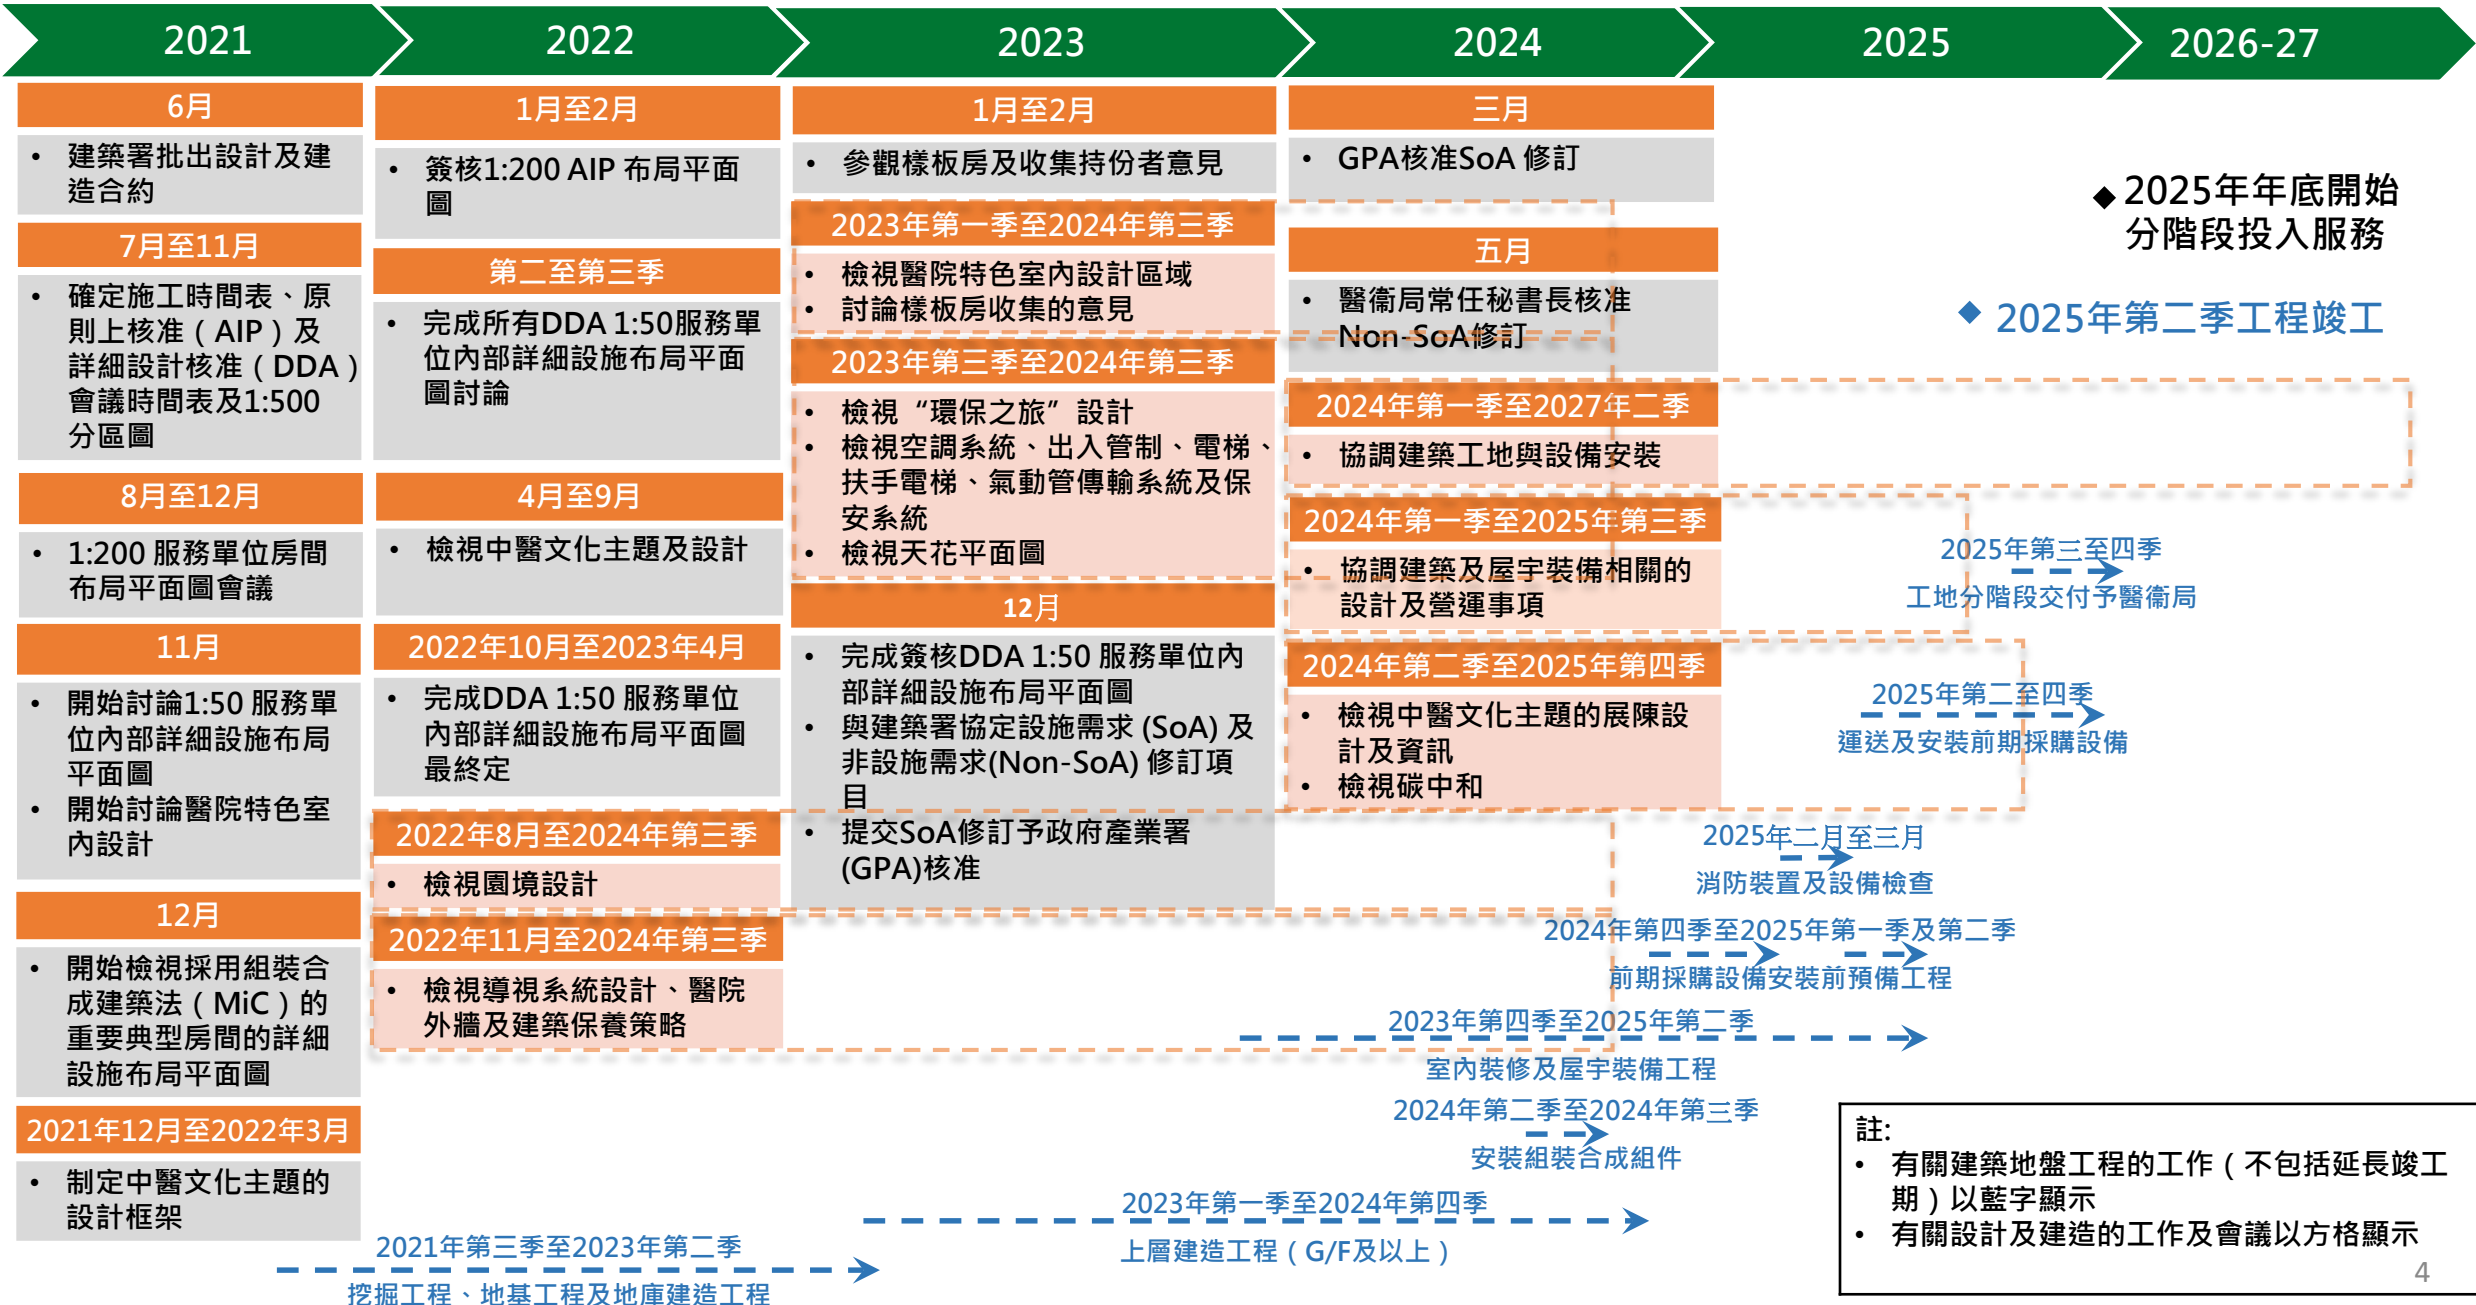 2021
2022
2023
2024
2025
2026-27
6月
• 建築署批出設計及建
造合約
7月至11月
• 確定施工時間表、原
則上核准（AIP）及
詳細設計核准（DDA）
會議時間表及1:500
分區圖
8月至12月
• 1:200 服務單位房間
布局平面圖會議
11月
• 開始討論1:50 服務單
位內部詳細設施布局
平面圖
• 開始討論醫院特色室
內設計
12月
• 開始檢視採用組裝合
成建築法（MiC）的
重要典型房間的詳細
設施布局平面圖
2021年12月至2022年3月
• 制定中醫文化主題的
設計框架
1月至2月
• 簽核1:200 AIP 布局平面
圖
第二至第三季
• 完成所有DDA 1:50服務單
位內部詳細設施布局平面
圖討論
4月至9月
• 檢視中醫文化主題及設計
2022年10月至2023年4月
• 完成DDA 1:50 服務單位
內部詳細設施布局平面圖
最終定
2022年8月至2024年第三季
• 檢視園境設計
2022年11月至2024年第三季
• 檢視導視系統設計、醫院
外牆及建築保養策略
1月至2月
• 參觀樣板房及收集持份者意見
2023年第一季至2024年第三季
• 檢視醫院特色室內設計區域
• 討論樣板房收集的意見
2023年第三季至2024年第三季
• 檢視“環保之旅”設計
• 檢視空調系統、出入管制、電梯、
扶手電梯、氣動管傳輸系統及保
安系統
• 檢視天花平面圖
12月
• 完成簽核DDA 1:50 服務單位內
部詳細設施布局平面圖
• 與建築署協定設施需求 (SoA) 及
非設施需求(Non-SoA) 修訂項
目
• 提交SoA修訂予政府產業署
(GPA)核准
三月
• GPA核准SoA 修訂
五月
• 醫衞局常任秘書長核准
Non-SoA修訂
2024年第一季至2027年二季
• 協調建築工地與設備安裝
2024年第一季至2025年第三季
• 協調建築及屋宇裝備相關的
設計及營運事項
2024年第二季至2025年第四季
• 檢視中醫文化主題的展陳設
計及資訊
• 檢視碳中和
◆ 2025年年底開始
分階段投入服務
◆ 2025年第二季工程竣工
2025年第三至四季
工地分階段交付予醫衞局
2025年第二至四季
運送及安裝前期採購設備
2025年二月至三月
消防裝置及設備檢查
2024年第四季至2025年第一季及第二季
前期採購設備安裝前預備工程
2023年第四季至2025年第二季
室內裝修及屋宇裝備工程
2024年第二季至2024年第三季
安裝組裝合成組件
2023年第一季至2024年第四季
上層建造工程（G/F及以上）
2021年第三季至2023年第二季
挖掘工程、地基工程及地庫建造工程
註:
• 有關建築地盤工程的工作（不包括延長竣工
期）以藍字顯示
• 有關設計及建造的工作及會議以方格顯示
4